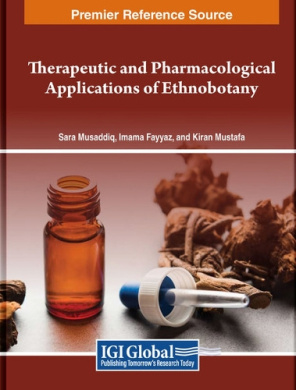 Premier Reference Source
Therapeutic and Pharmacological
Applications of Ethnobotany
Sara Musaddiq, Imama Fayyaz, and Kiran Mustafa
IGI Global
Publishing Tomorrow's Research Today